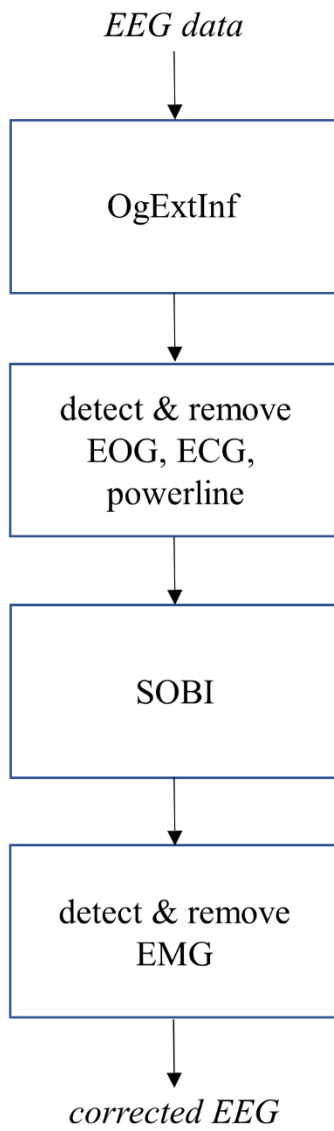 EEG data
OgExtInf
detect & remove
EOG, ECG,
powerline
SOBI
detect & remove
EMG
corrected EEG